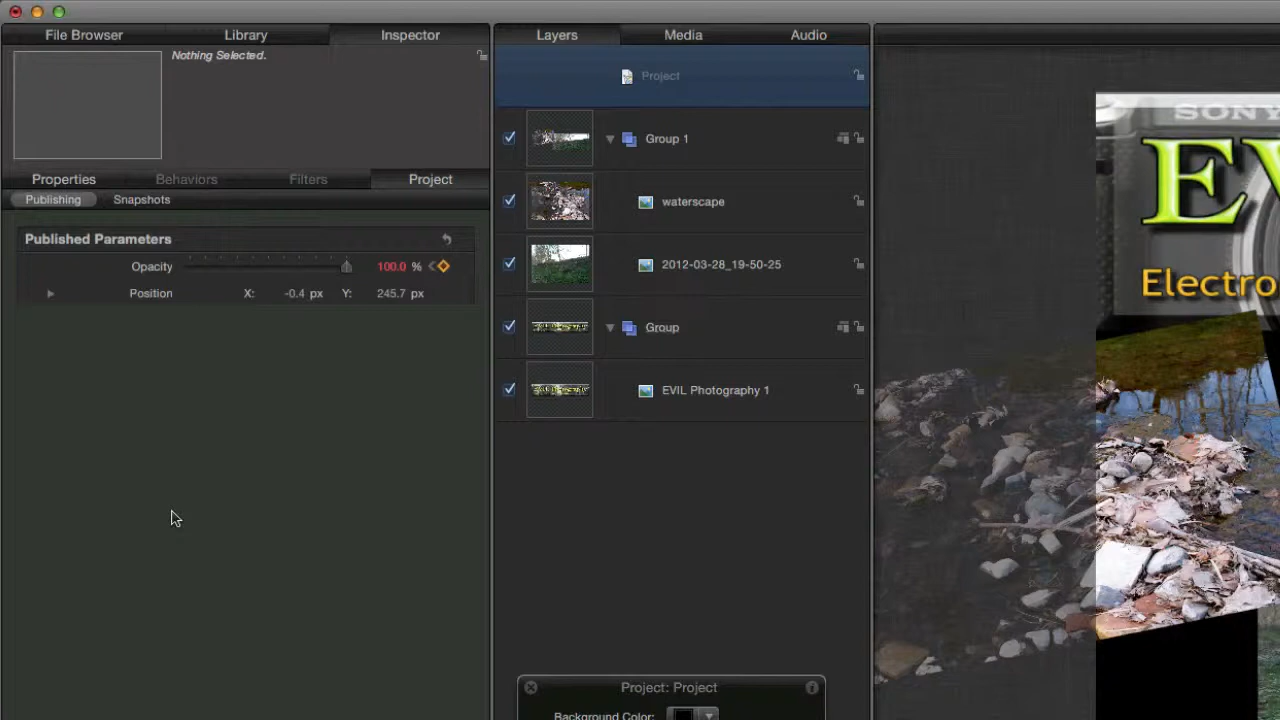 File Browser Library Inspector
Nothing Selected.
Properties Behaviors Filters Project
Publishing Snapshots
Published Parameters
Opacity 100.0 %
Position X: -0.4 px Y: 245.7 px
Layers Media Audio
Project
Group 1
waterscape
2012-03-28_19-50-25
Group
EVIL Photography 1
Project: Project
Background Color:
SONY
Electro